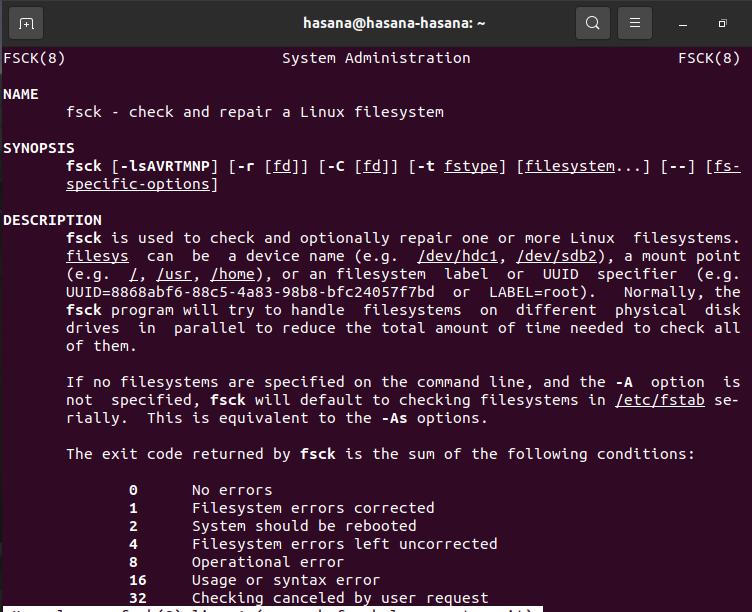 hasana@hasana-hasana: ~
FSCK(8) System Administration FSCK(8)
NAME
fsck - check and repair a Linux filesystem
SYNOPSIS
fsck [-lsAVRTMNP] [-r [fd]] [-C [fd]] [-t fstype] [filesystem...] [--] [fs-
specific-options]
DESCRIPTION
fsck is used to check and optionally repair one or more Linux filesystems.
filesys can be a device name (e.g. /dev/hdc1, /dev/sdb2), a mount point
(e.g. /, /usr, /home), or an filesystem label or UUID specifier (e.g.
UUID=8868abf6-88c5-4a83-98b8-bfc24057f7bd or LABEL=root). Normally, the
fsck program will try to handle filesystems on different physical disk
drives in parallel to reduce the total amount of time needed to check all
of them.
If no filesystems are specified on the command line, and the -A option is
not specified, fsck will default to checking filesystems in /etc/fstab se-
rially. This is equivalent to the -As options.
The exit code returned by fsck is the sum of the following conditions:
0 No errors
1 Filesystem errors corrected
2 System should be rebooted
4 Filesystem errors left uncorrected
8 Operational error
16 Usage or syntax error
32 Checking canceled by user request